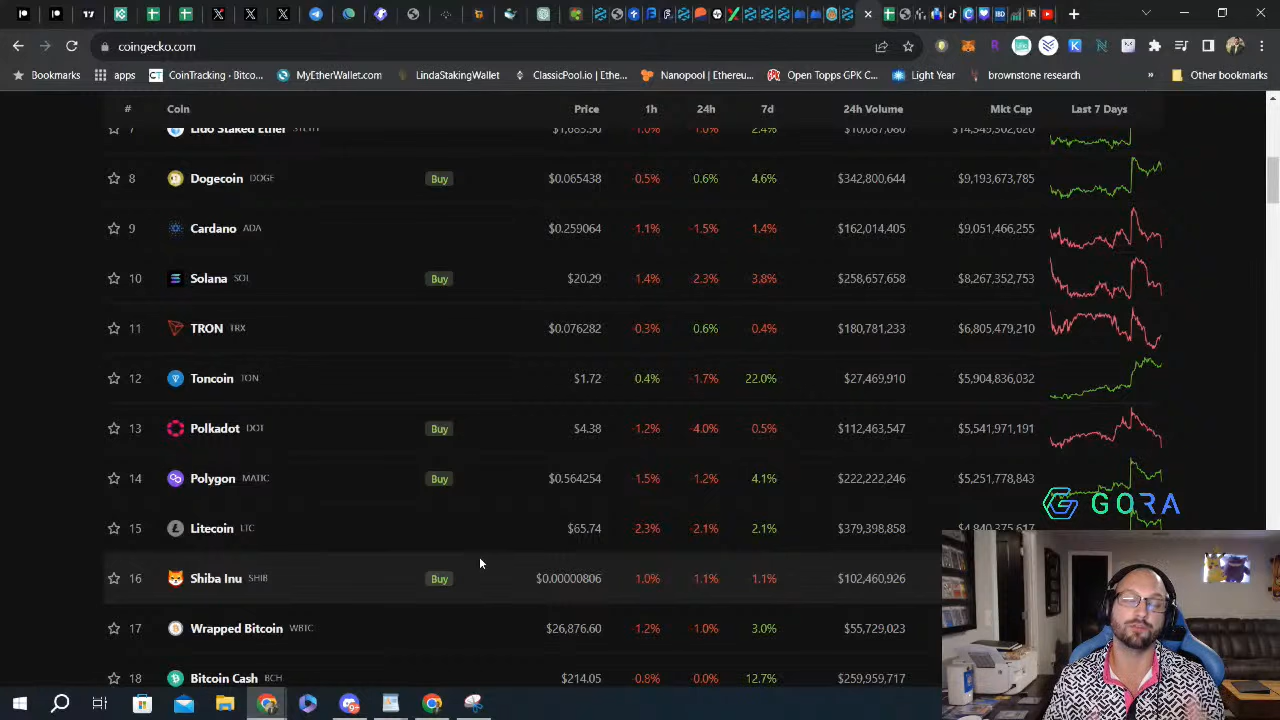 coingecko.com
Bookmarks apps CoinTracking - Bitco... MyEtherWallet.com LindaStakingWallet ClassicPool.io | Ethe... Nanopool | Ethereu... Open Topps GPK C... Light Year brownstone research » Other bookmarks
# Coin Price 1h 24h 7d 24h Volume Mkt Cap Last 7 Days
7 Lido Staked Ether STETH -1.0% -1.0% 2.4%
8 Dogecoin DOGE Buy $0.065438 -0.5% 0.6% 4.6% $342,800,644 $9,193,673,785
9 Cardano ADA $0.259064 -1.1% -1.5% 1.4% $162,014,405 $9,051,466,255
10 Solana SOL Buy $20.29 -1.4% -2.3% 3.8% $258,657,658 $8,267,352,753
11 TRON TRX $0.076282 -0.3% 0.6% -0.4% $180,781,233 $6,805,479,210
12 Toncoin TON $1.72 0.4% -1.7% 22.0% $27,469,910 $5,904,836,032
13 Polkadot DOT Buy $4.38 -1.2% -4.0% -0.5% $112,463,547 $5,541,971,191
14 Polygon MATIC Buy $0.564254 -1.5% -1.2% 4.1% $222,222,246 $5,251,778,843
GORA
15 Litecoin LTC $65.74 -2.3% -2.1% 2.1% $379,398,858 $4,840,375,617
16 Shiba Inu SHIB Buy $0.00000806 -1.0% -1.1% 1.1% $102,460,926
17 Wrapped Bitcoin WBTC $26,876.60 -1.2% -1.0% 3.0% $55,729,023
18 Bitcoin Cash BCH $214.05 -0.8% -0.0% 12.7% $259,959,717